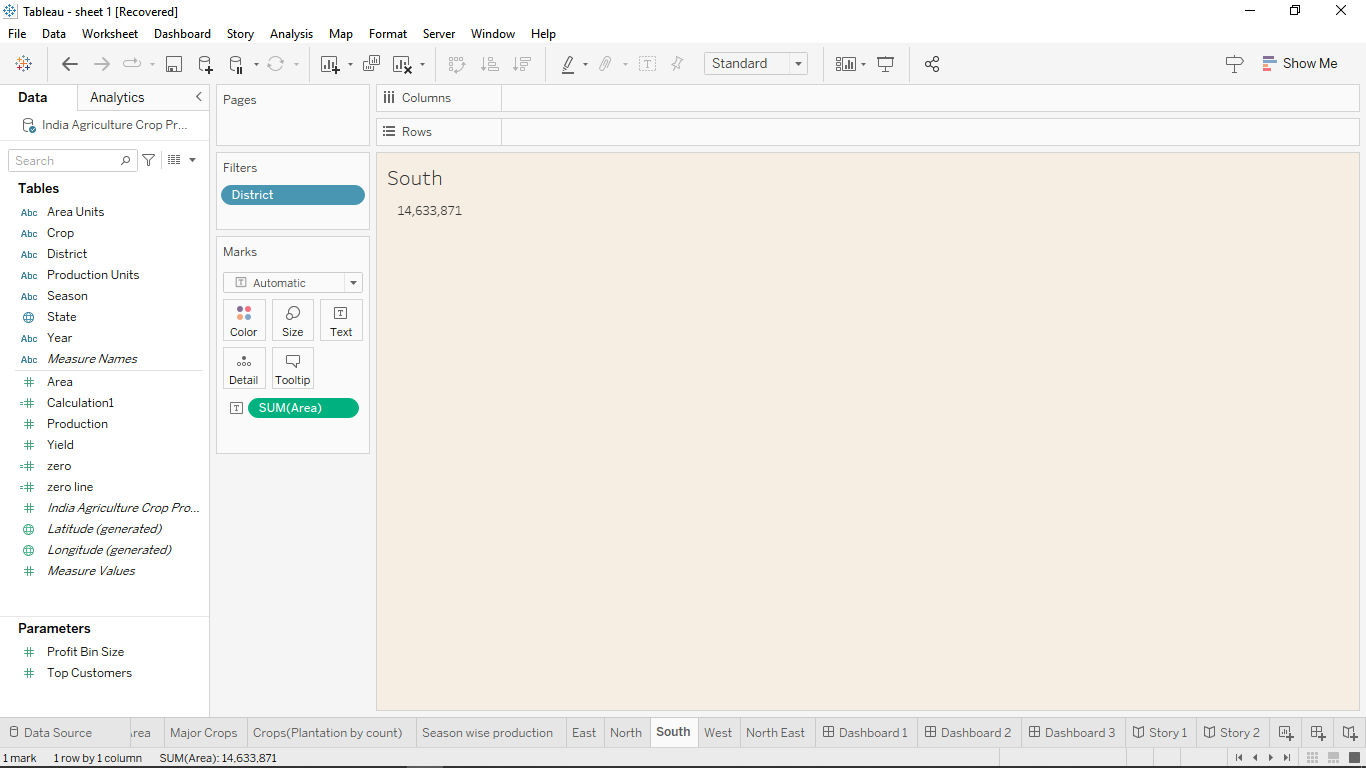 Tableau - sheet 1 [Recovered]
File Data Worksheet Dashboard Story Analysis Map Format Server Window Help
Standard
Show Me
Data Analytics
India Agriculture Crop Pr...
Search
Tables
Abc Area Units
Abc Crop
Abc District
Abc Production Units
Abc Season
State
Abc Year
Abc Measure Names
Area
Calculation1
Production
Yield
zero
zero line
India Agriculture Crop Pro...
Latitude (generated)
Longitude (generated)
Measure Values
Parameters
Profit Bin Size
Top Customers
Pages
Filters
District
Marks
T Automatic
Color Size Text
Detail Tooltip
T SUM(Area)
Columns
Rows
South
14,633,871
Data Source rea Major Crops Crops(Plantation by count) Season wise production East North South West North East Dashboard 1 Dashboard 2 Dashboard 3 Story 1 Story 2
1 mark 1 row by 1 column SUM(Area): 14,633,871